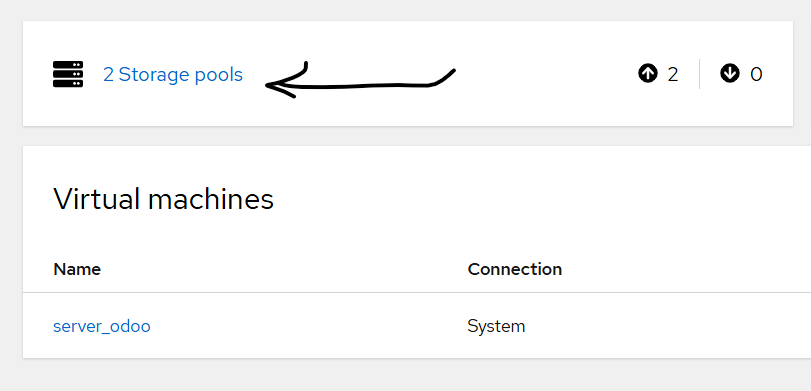 2 Storage pools 2 0
Virtual machines
Name Connection
server_odoo System